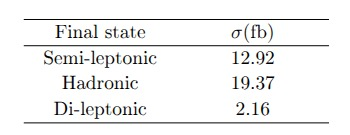 Final state σ(fb)
Semi-leptonic 12.92
Hadronic 19.37
Di-leptonic 2.16